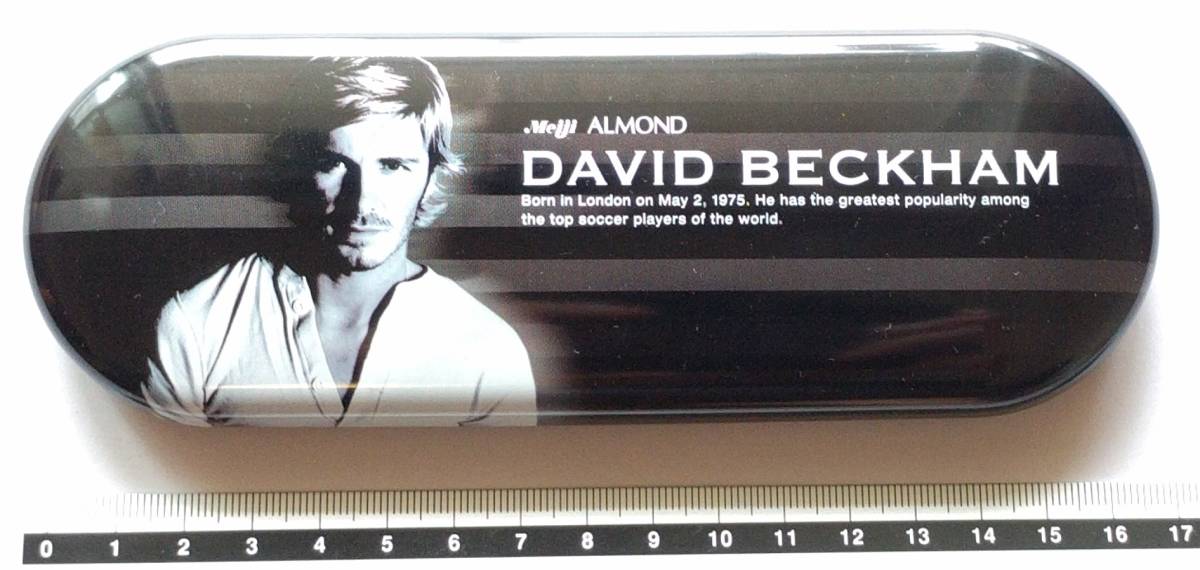 Meiji ALMOND
DAVID BECKHAM
Born in London on May 2, 1975. He has the greatest popularity among
the top soccer players of the world.
0 1 2 3 4 5 6 7 8 9 10 11 12 13 14 15 16 17